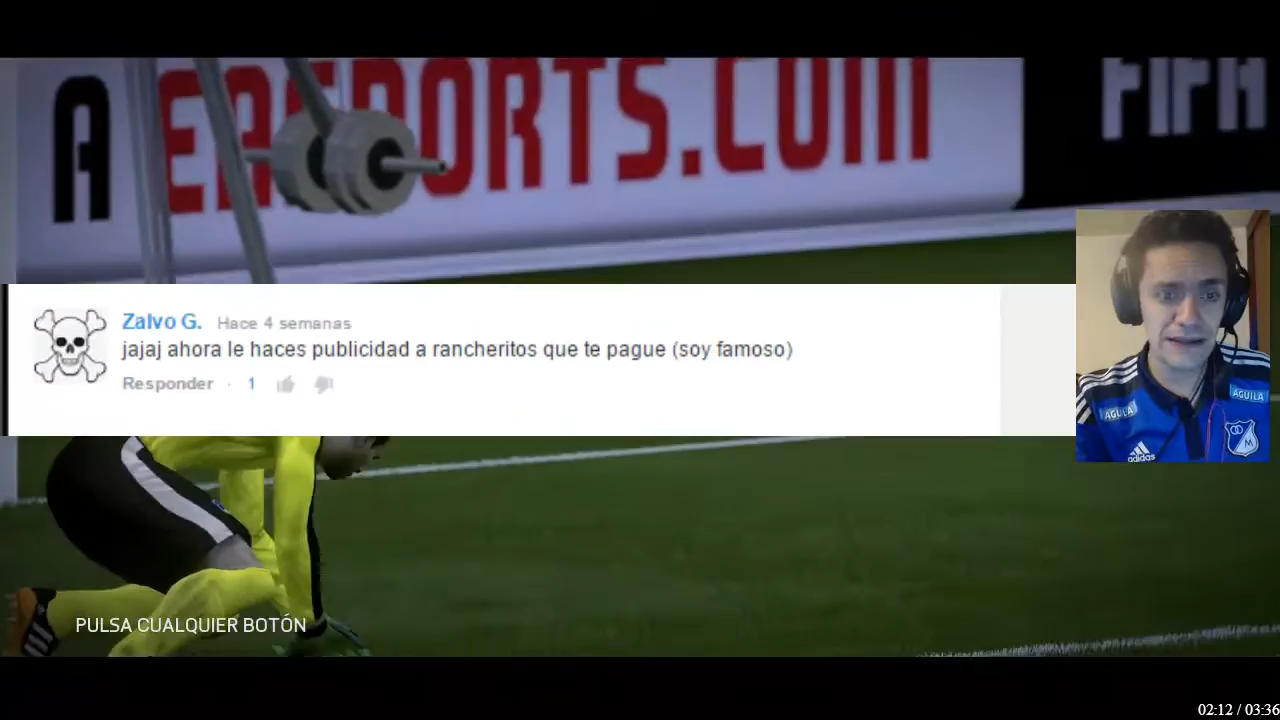 A EASPORTS.COM
FIFA
Zalvo G. Hace 4 semanas
jajaj ahora le haces publicidad a rancheritos que te pague (soy famoso)
Responder · 1
AGUILA
AGUILA
adidas
M
PULSA CUALQUIER BOTÓN
02:12 / 03:36